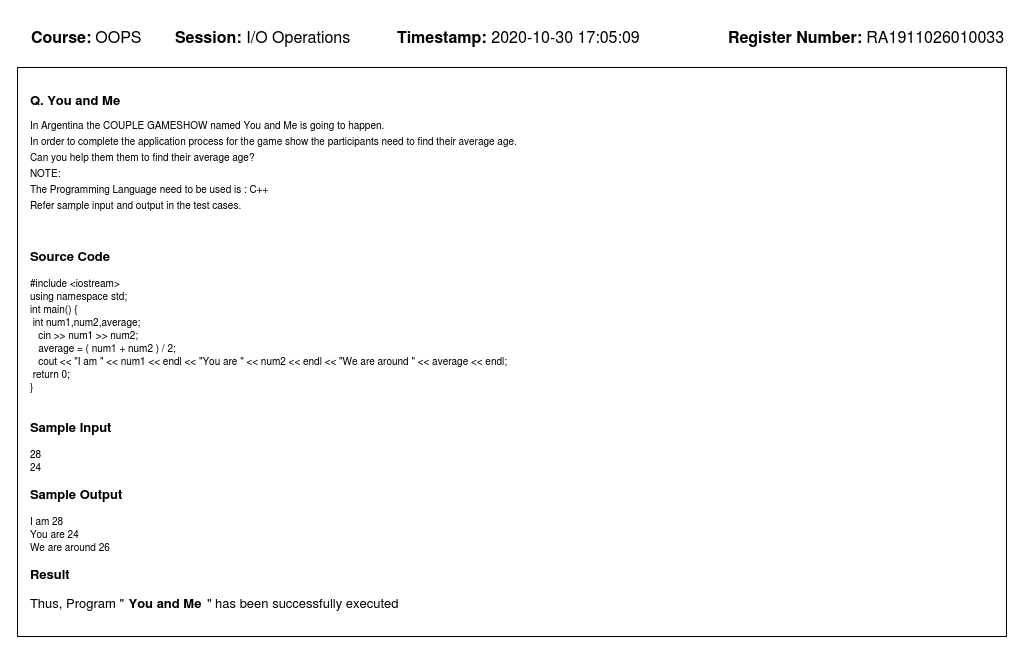 Course: OOPS Session: I/O Operations Timestamp: 2020-10-30 17:05:09 Register Number: RA1911026010033
Q. You and Me
In Argentina the COUPLE GAMESHOW named You and Me is going to happen.
In order to complete the application process for the game show the participants need to find their average age.
Can you help them them to find their average age?
NOTE:
The Programming Language need to be used is : C++
Refer sample input and output in the test cases.
Source Code
#include <iostream>
using namespace std;
int main() {
int num1,num2,average;
cin >> num1 >> num2;
average = ( num1 + num2 ) / 2;
cout << "I am " << num1 << endl << "You are " << num2 << endl << "We are around " << average << endl;
return 0;
}
Sample Input
28
24
Sample Output
I am 28
You are 24
We are around 26
Result
Thus, Program " You and Me " has been successfully executed